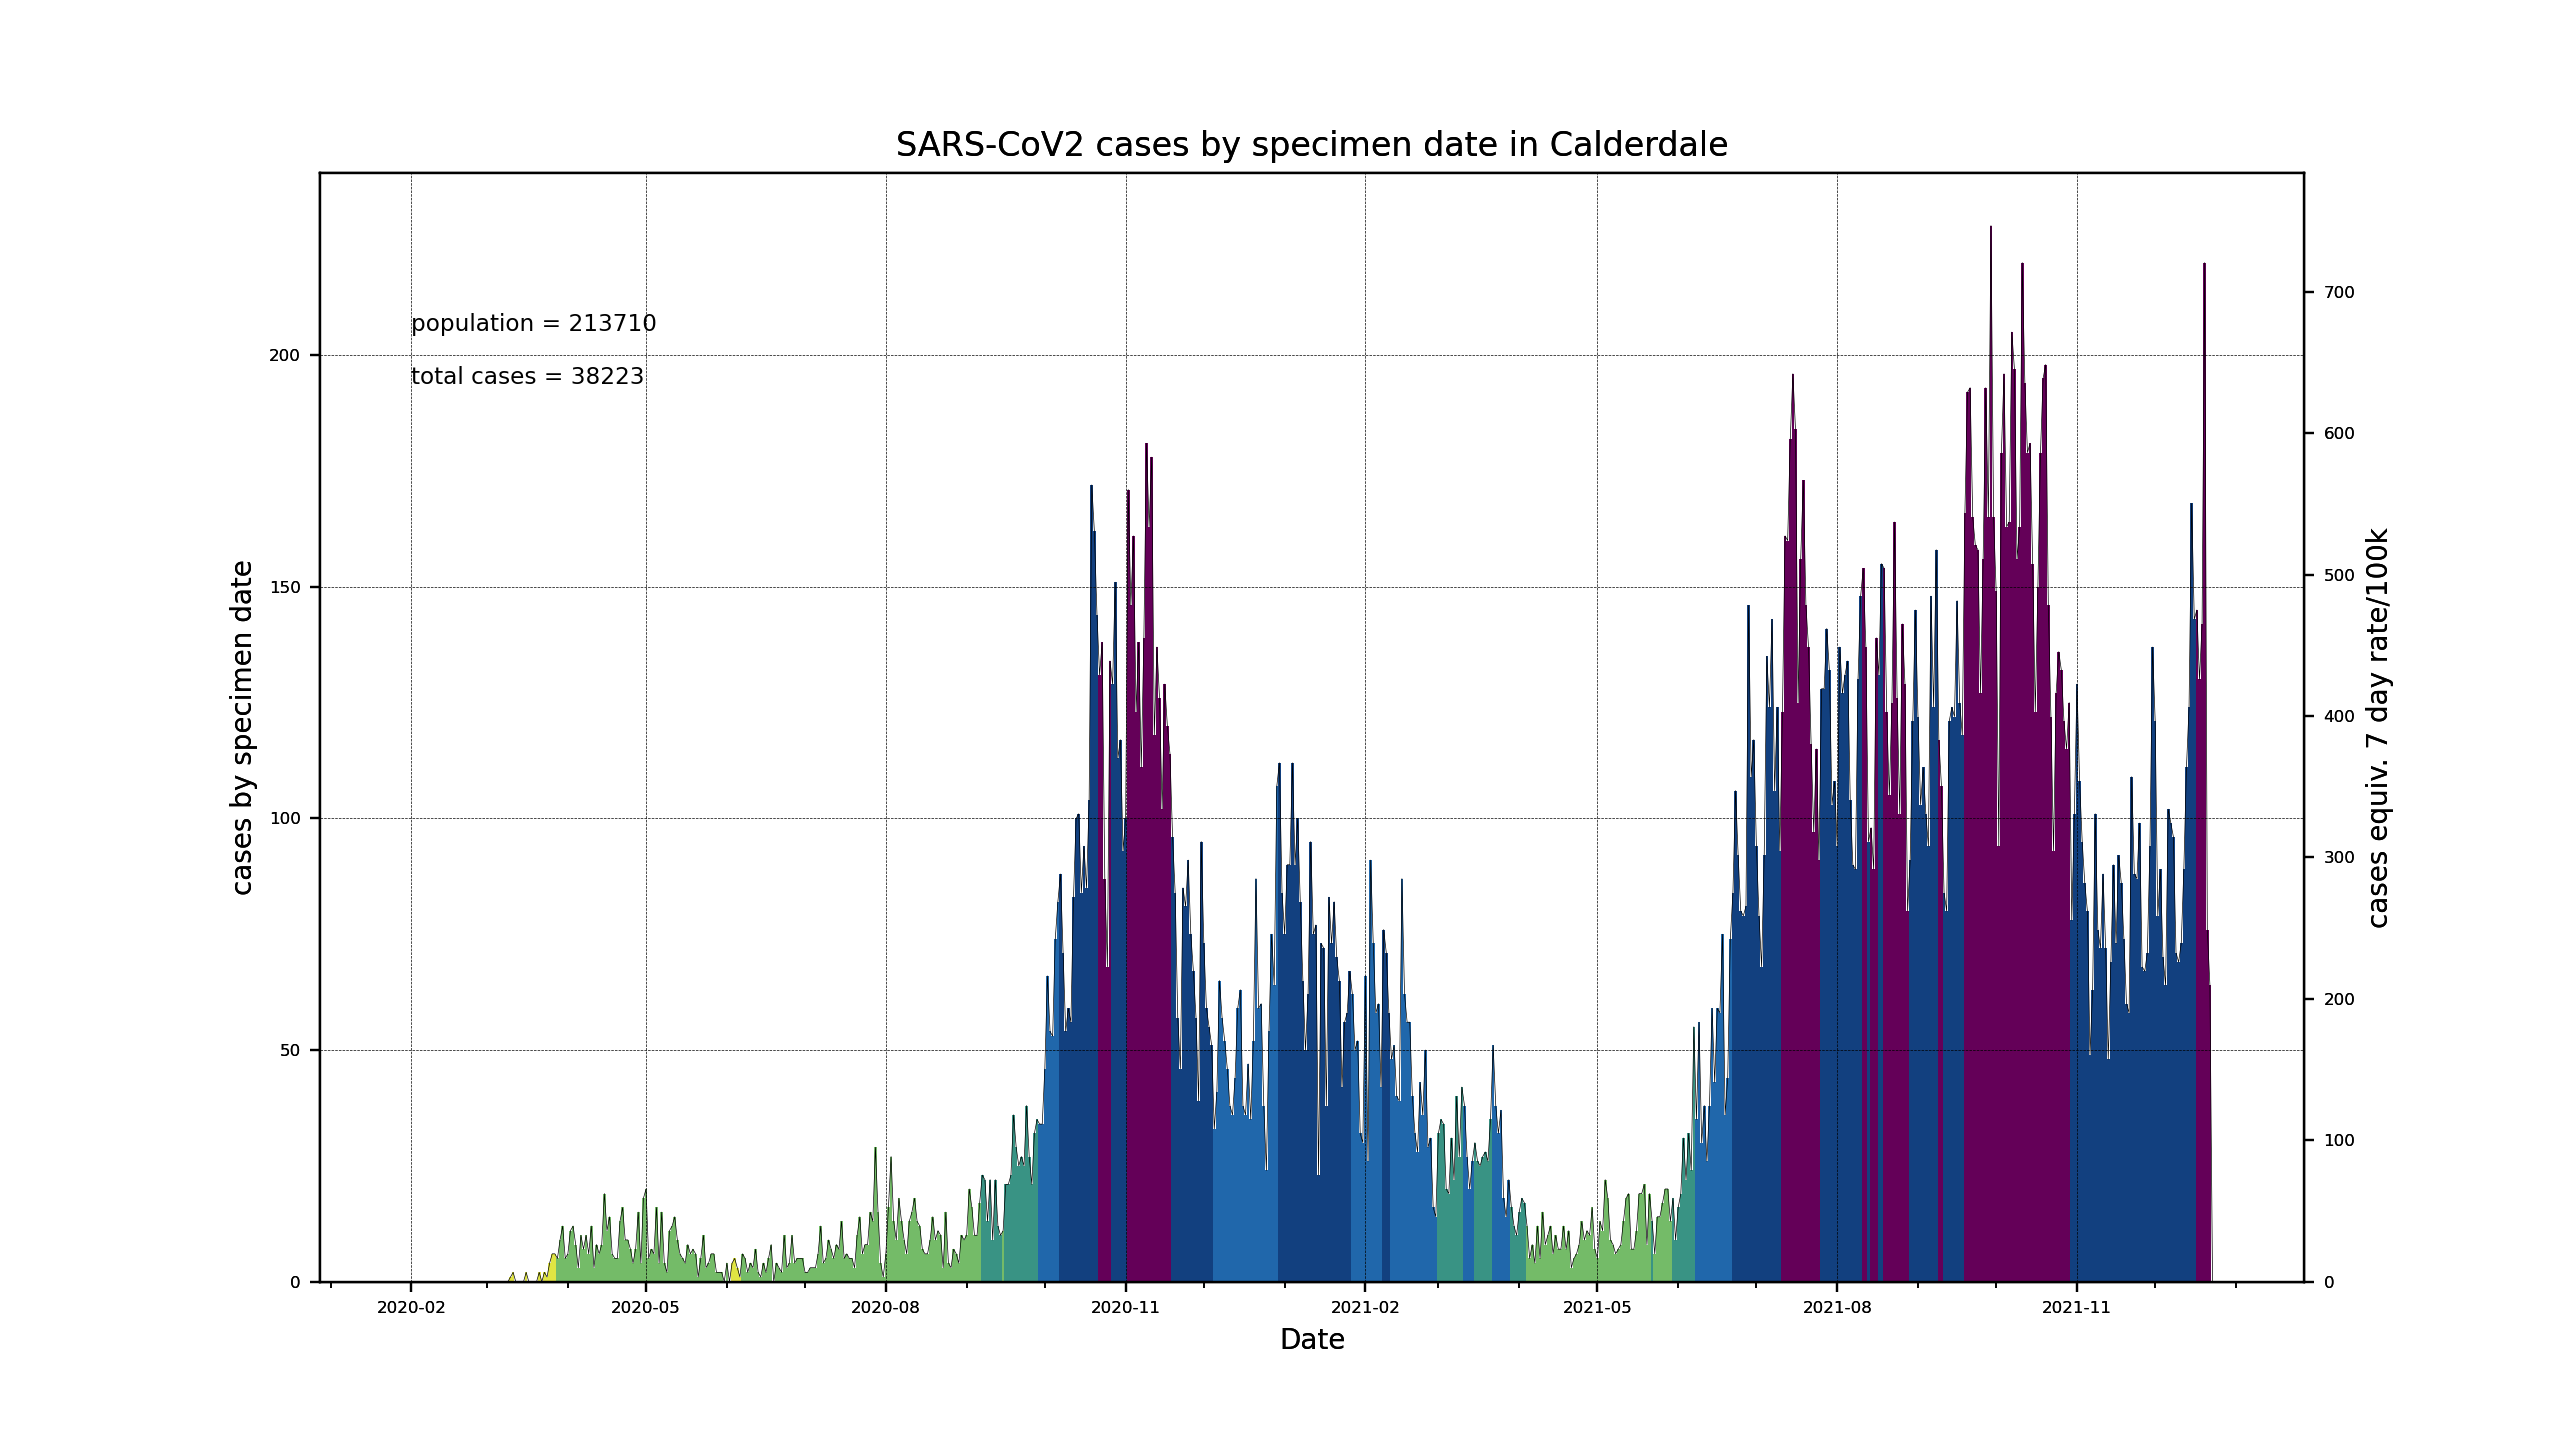 SARS-CoV2 cases by specimen date in Calderdale
population = 213710
total cases = 38223
cases by specimen date
200
150
100
50
0
700
600
500
400
300
200
100
0
cases equiv. 7 day rate/100k
2020-02 2020-05 2020-08 2020-11 2021-02 2021-05 2021-08 2021-11
Date